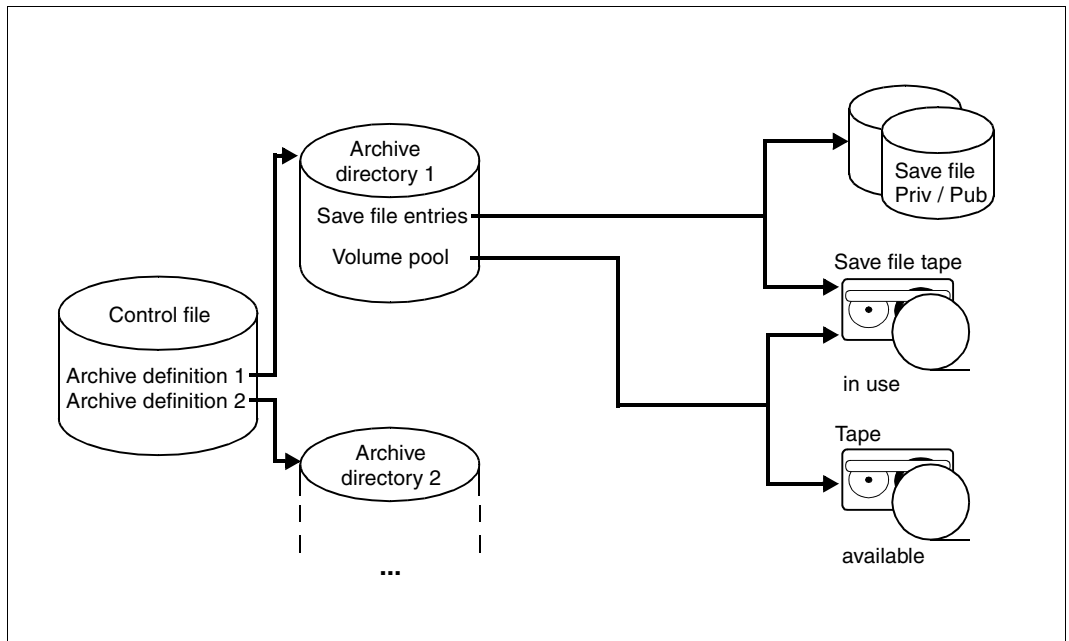 Control file
Archive definition 1
Archive definition 2
Archive
directory 1
Save file entries
Volume pool
Archive
directory 2
...
Save file
Priv / Pub
Save file tape
in use
Tape
available